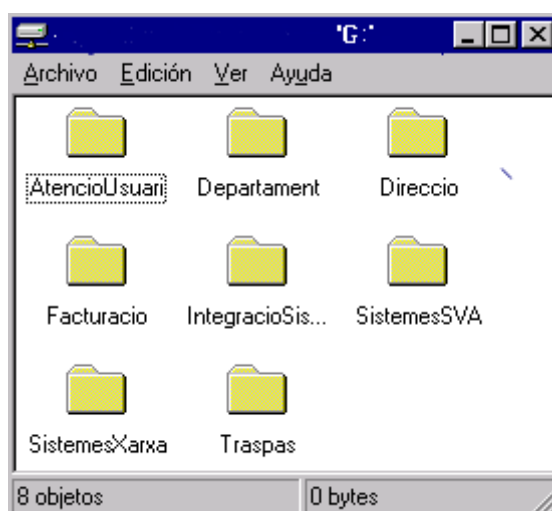 'G:'
Archivo Edición Ver Ayuda
AtencioUsuari Departament Direccio
Facturacio IntegracioSis... SistemesSVA
SistemesXarxa Traspas
8 objetos 0 bytes